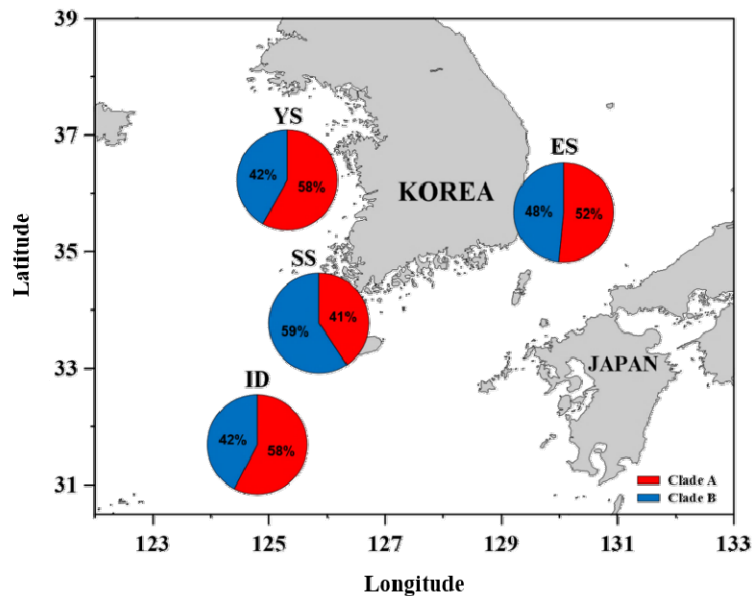 39
YS
37
42%
58%
ES
KOREA
48%
52%
35
SS
59%
41%
33
ID
JAPAN
42%
58%
31
Clade A
Clade B
123
125
127
129
131
133
Latitude
Longitude